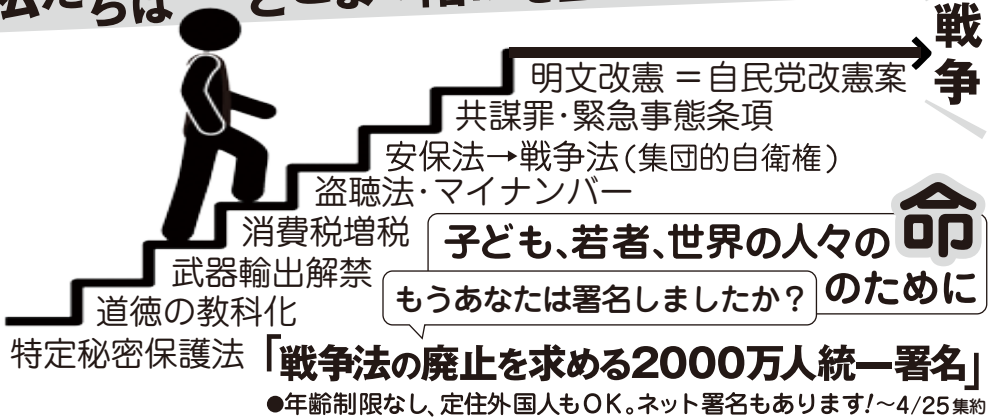 私たちは
戦争
明文改憲＝自民党改憲案
共謀罪・緊急事態条項
安保法→戦争法(集団的自衛権)
盗聴法・マイナンバー
消費税増税
武器輸出解禁
道徳の教科化
特定秘密保護法
子ども、若者、世界の人々の命
のために
もうあなたは署名しましたか?
「戦争法の廃止を求める2000万人統一署名」
●年齢制限なし、定住外国人もOK。ネット署名もあります!～4/25集約